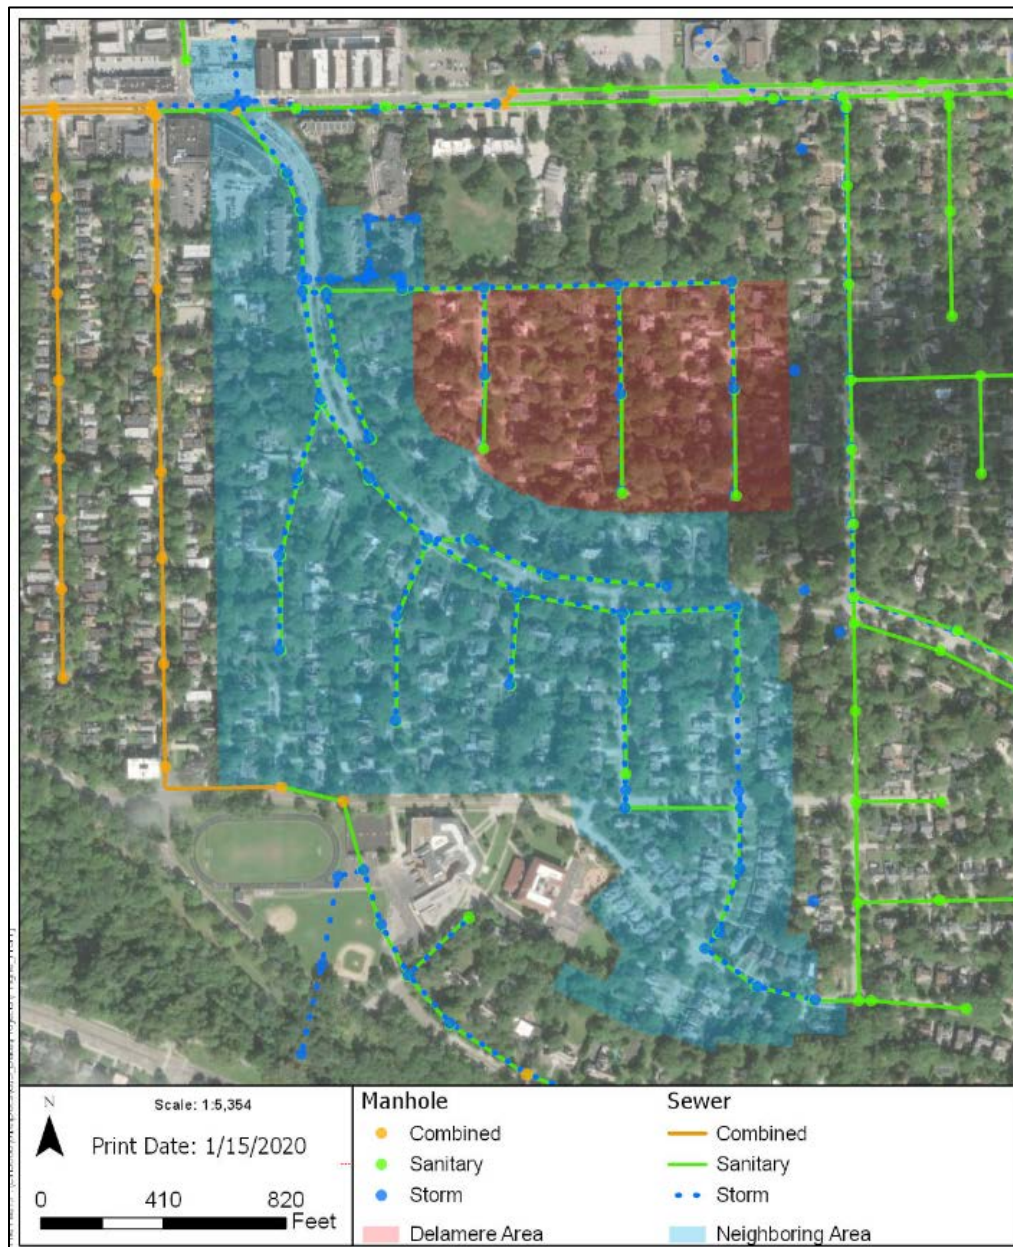 N
Scale: 1:5,354
Print Date: 1/15/2020
0 410 820
Feet
Manhole
Combined
Sanitary
Storm
Delamere Area
Sewer
Combined
Sanitary
Storm
Neighboring Area